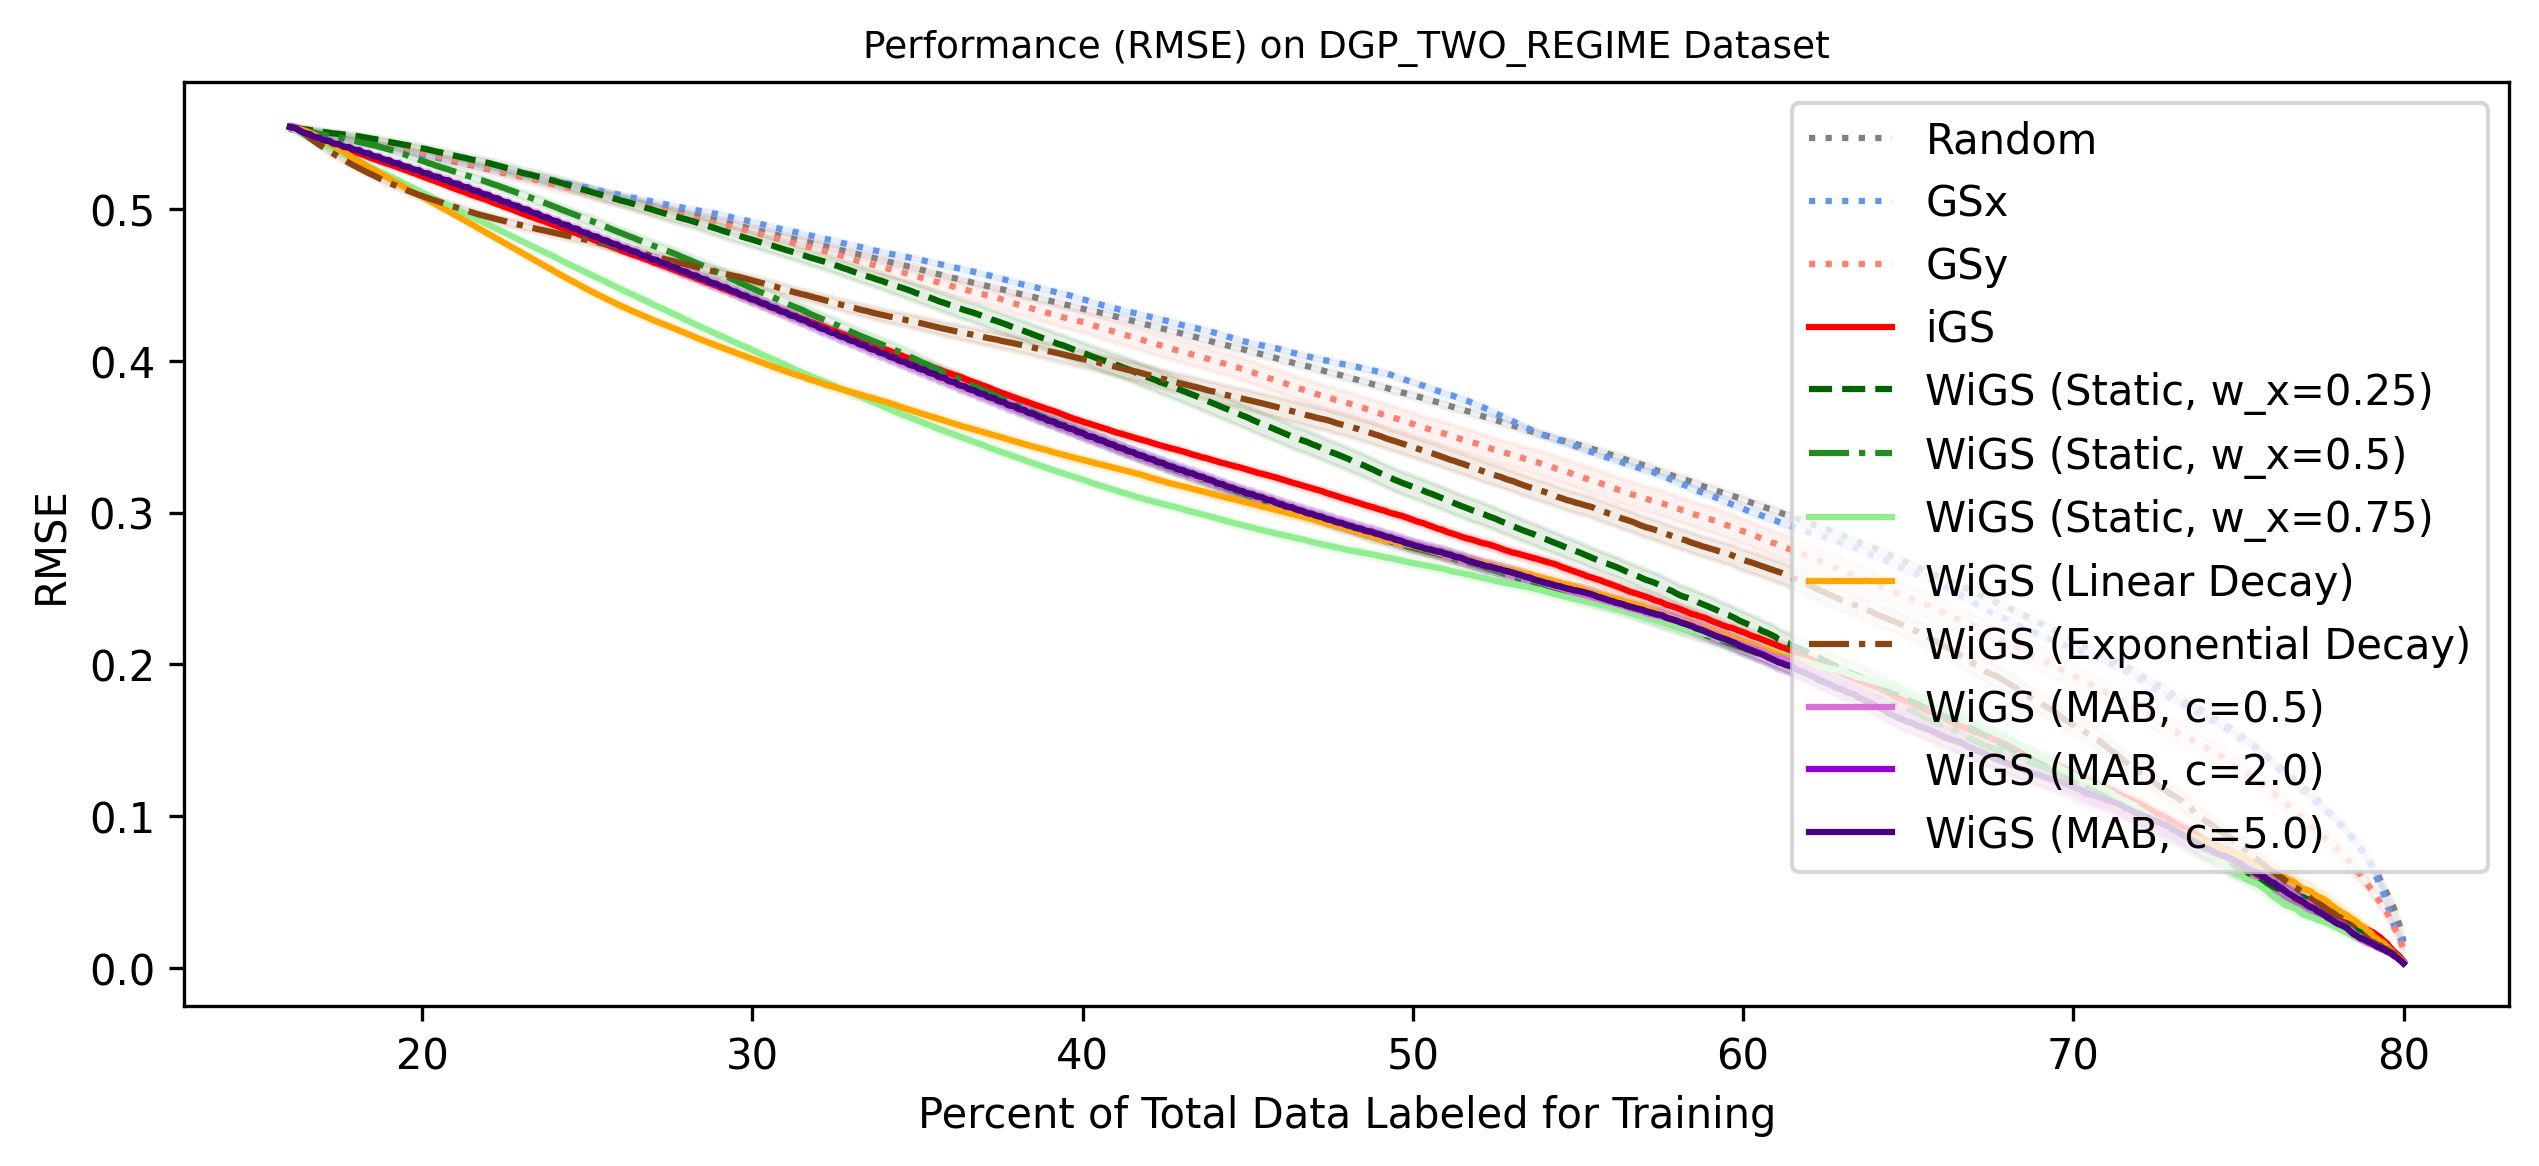 Performance (RMSE) on DGP_TWO_REGIME Dataset
RMSE
0.5
0.4
0.3
0.2
0.1
0.0
20
30
40
50
60
70
80
Percent of Total Data Labeled for Training
Random
GSx
GSy
iGS
WiGS (Static, w_x=0.25)
WiGS (Static, w_x=0.5)
WiGS (Static, w_x=0.75)
WiGS (Linear Decay)
WiGS (Exponential Decay)
WiGS (MAB, c=0.5)
WiGS (MAB, c=2.0)
WiGS (MAB, c=5.0)